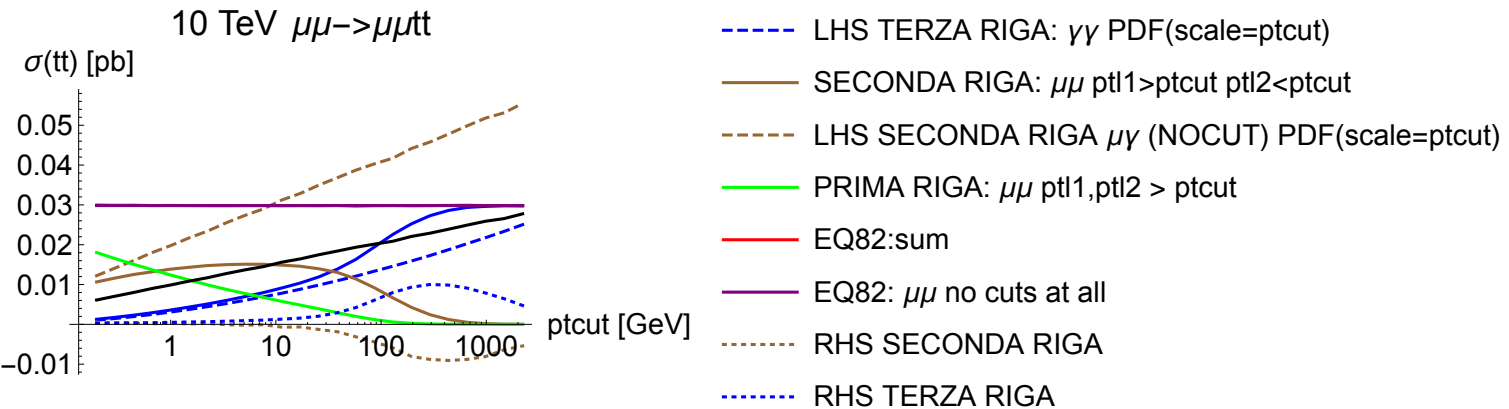 10 TeV μμ->μμtt
σ(tt) [pb]
0.05
0.04
0.03
0.02
0.01
-0.01
1
10
100
1000
ptcut [GeV]
LHS TERZA RIGA: γγ PDF(scale=ptcut)
SECONDA RIGA: μμ ptl1>ptcut ptl2<ptcut
LHS SECONDA RIGA μγ (NOCUT) PDF(scale=ptcut)
PRIMA RIGA: μμ ptl1,ptl2 > ptcut
EQ82:sum
EQ82: μμ no cuts at all
RHS SECONDA RIGA
RHS TERZA RIGA